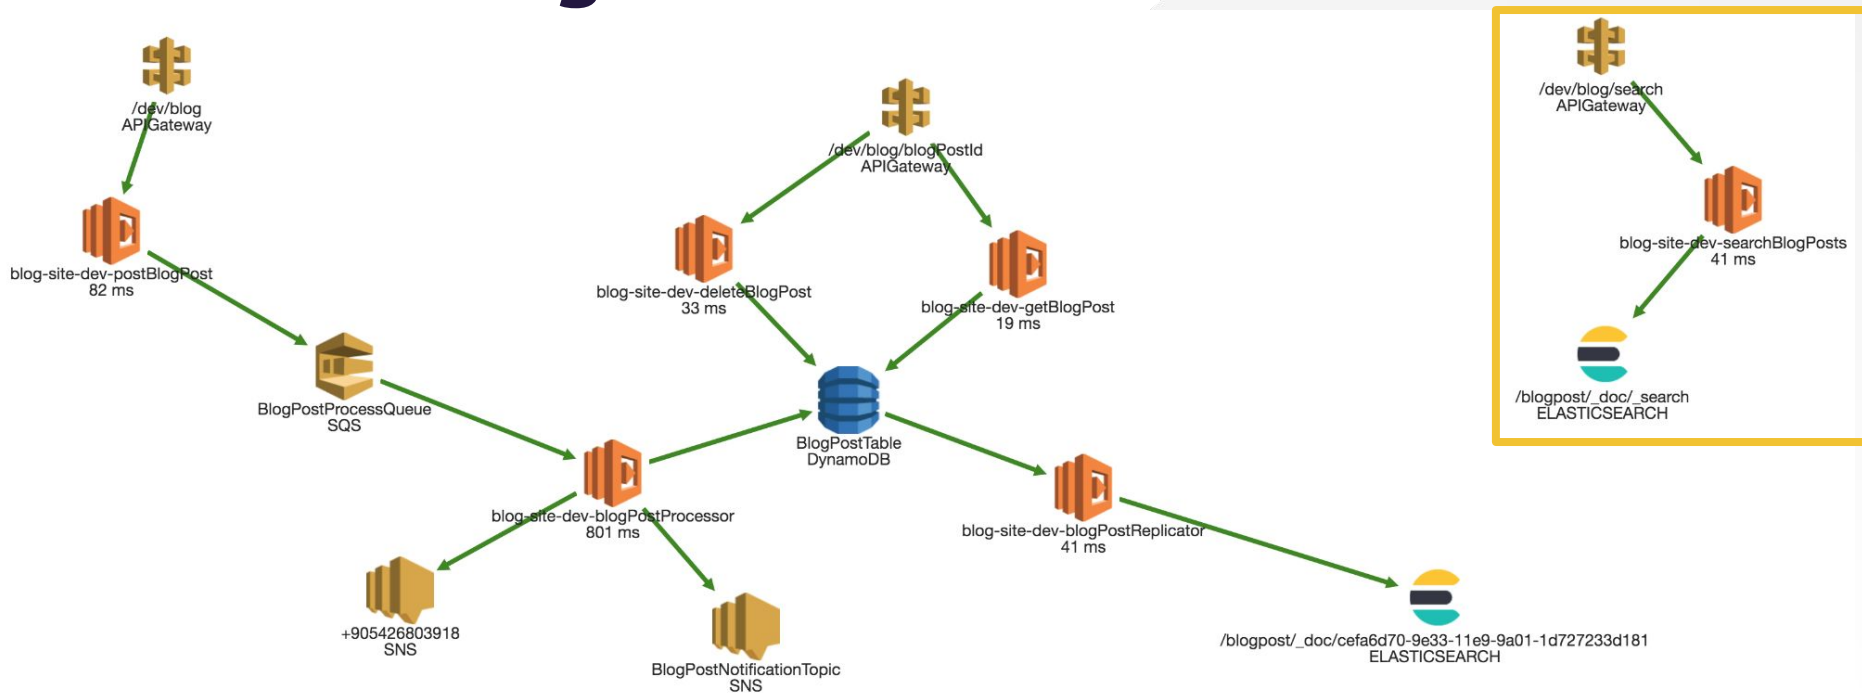 /dev/blog
APIGateway
blog-site-dev-postBlogPost
82 ms
BlogPostProcessQueue
SQS
blog-site-dev-blogPostProcessor
801 ms
+905426803918
SNS
BlogPostNotificationTopic
SNS
/dev/blog/blogPostId
APIGateway
blog-site-dev-deleteBlogPost
33 ms
blog-site-dev-getBlogPost
19 ms
BlogPostTable
DynamoDB
blog-site-dev-blogPostReplicator
41 ms
/blogpost/_doc/cefa6d70-9e33-11e9-9a01-1d727233d181
ELASTICSEARCH
/dev/blog/search
APIGateway
blog-site-dev-searchBlogPosts
41 ms
/blogpost/_doc/_search
ELASTICSEARCH